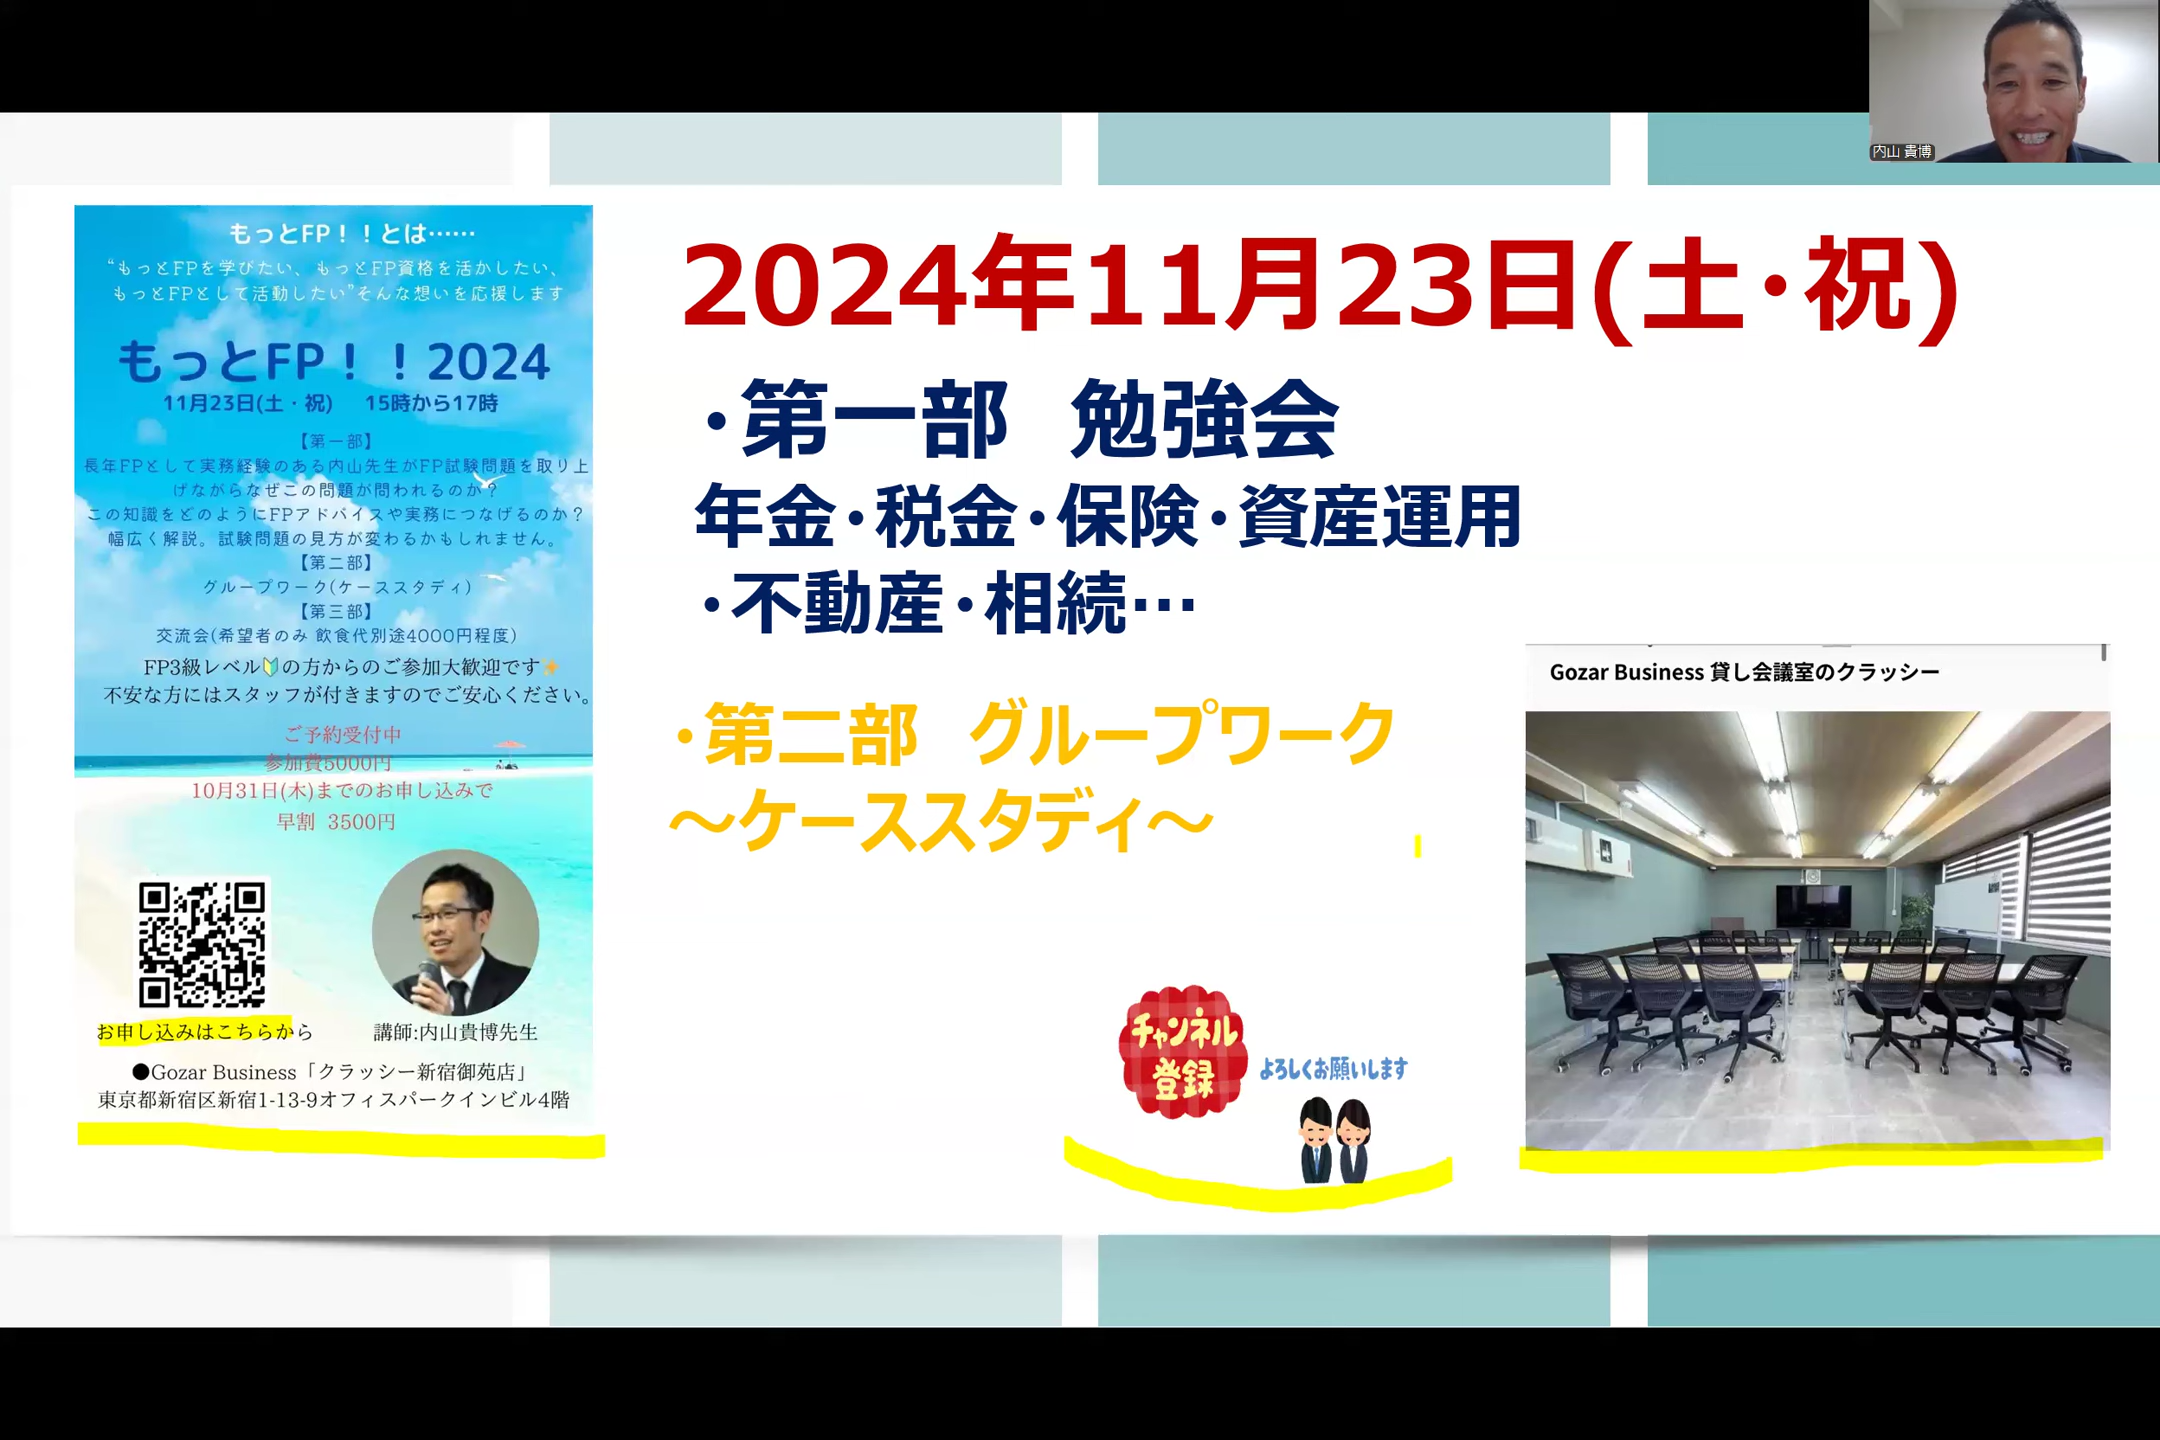 内山 貴博
もっとFP！！とは……
“もっとFPを学びたい、もっとFP資格を活かしたい、
もっとFPとして活動したい”そんな想いを応援します
もっとFP！！2024
11月23日(土・祝)　15時から17時
【第一部】
長年FPとして実務経験のある内山先生がFP試験問題を取り上
げながらなぜこの問題が問われるのか？
この知識をどのようにFPアドバイスや実務につなげるのか？
幅広く解説。試験問題の見方が変わるかもしれません。
【第二部】
グループワーク(ケーススタディ)
【第三部】
交流会(希望者のみ 飲食代別途4000円程度)
FP3級レベル🔰の方からのご参加大歓迎です✨
不安な方にはスタッフが付きますのでご安心ください。
ご予約受付中
参加費5000円
10月31日(木)までのお申し込みで
早割 3500円
お申し込みはこちらから
講師:内山貴博先生
●Gozar Business「クラッシー新宿御苑店」
東京都新宿区新宿1-13-9オフィスパークインビル4階
2024年11月23日(土・祝)
・第一部　勉強会
年金・税金・保険・資産運用
・不動産・相続…
・第二部　グループワーク
～ケーススタディ～
チャンネル
登録
よろしくお願いします
Gozar Business 貸し会議室のクラッシー